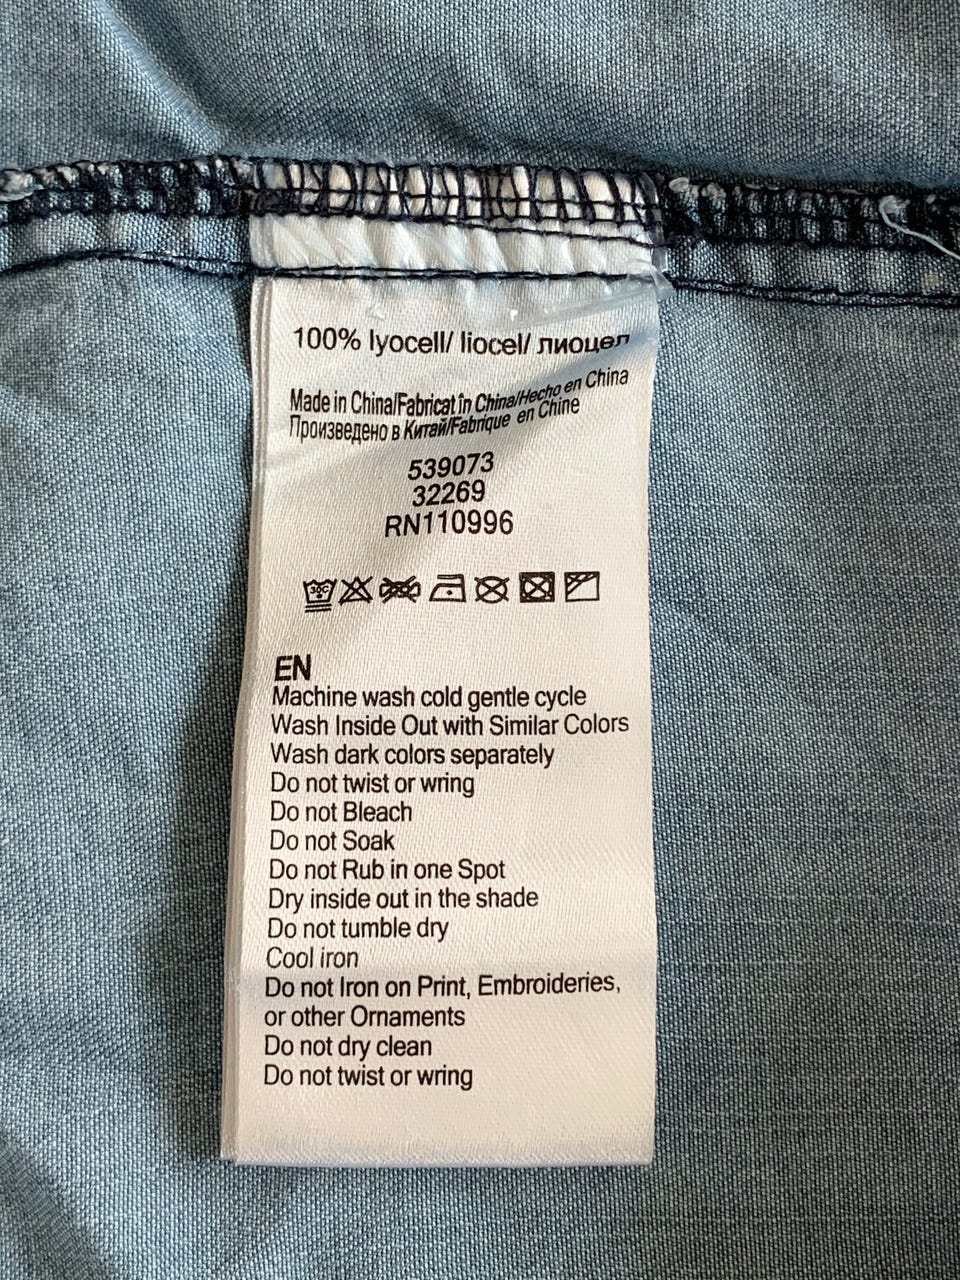 100% lyocell/ liocel/ лиоцел
Made in China/Fabricat în China/Hecho en China
Произведено в Китай/Fabrique en Chine
539073
32269
RN110996
30°C
EN
Machine wash cold gentle cycle
Wash Inside Out with Similar Colors
Wash dark colors separately
Do not twist or wring
Do not Bleach
Do not Soak
Do not Rub in one Spot
Dry inside out in the shade
Do not tumble dry
Cool iron
Do not Iron on Print, Embroideries,
or other Ornaments
Do not dry clean
Do not twist or wring